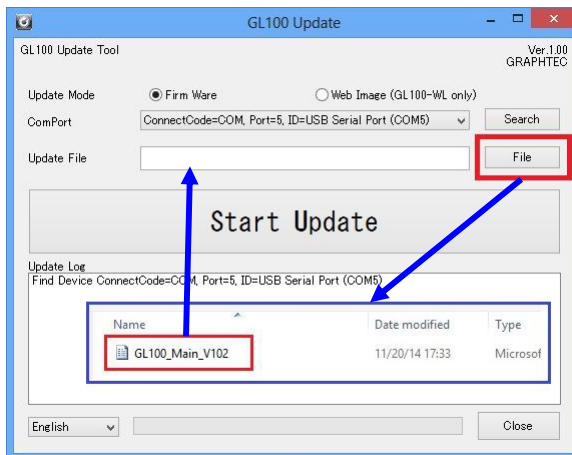 GL100 Update
GL100 Update Tool
Ver.1.00
GRAPHTEC
Update Mode
Firm Ware
Web Image (GL100-WL only)
ComPort
ConnectCode=COM, Port=5, ID=USB Serial Port (COM5)
Search
Update File
File
Start Update
Update Log
Find Device ConnectCode=COM, Port=5, ID=USB Serial Port (COM5)
Name Date modified Type
GL100_Main_V102 11/20/14 17:33 Microsof
English
Close